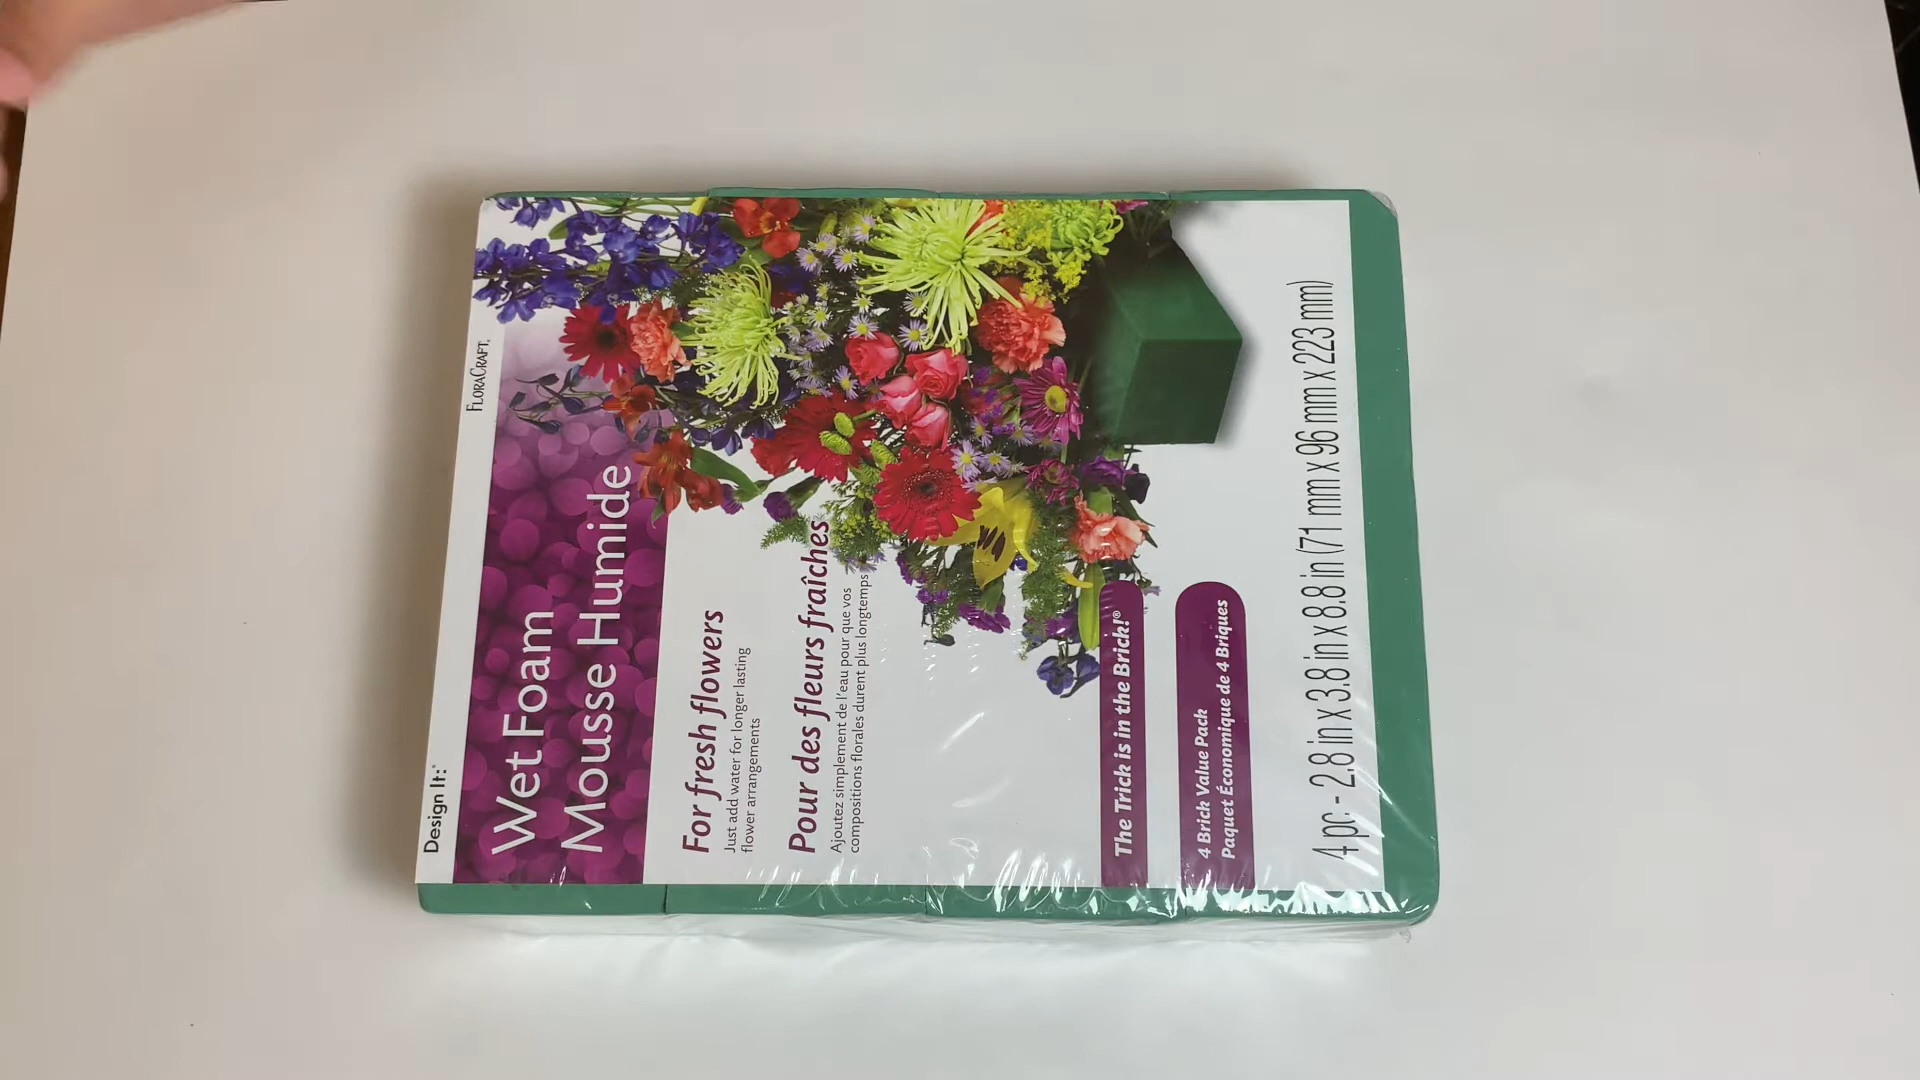 Design It:®
FLORACRAFT®
Wet Foam
Mousse Humide
For fresh flowers
Just add water for longer lasting
flower arrangements
Pour des fleurs fraîches
Ajoutez simplement de l'eau pour que vos
compositions florales durent plus longtemps
The Trick is in the Brick!®
4 Brick Value Pack
Paquet Économique de 4 Briques
4 pc - 2.8 in x 3.8 in x 8.8 in (71 mm x 96 mm x 223 mm)